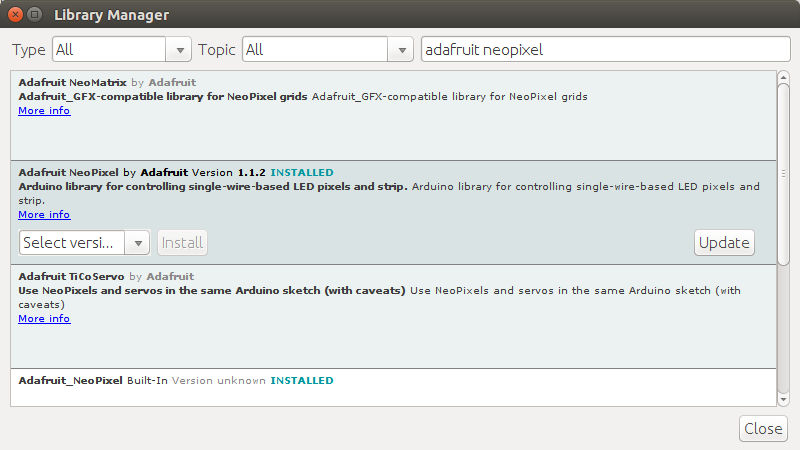 Library Manager
Type All Topic All adafruit neopixel
Adafruit NeoMatrix by Adafruit
Adafruit_GFX-compatible library for NeoPixel grids Adafruit_GFX-compatible library for NeoPixel grids
More info
Adafruit NeoPixel by Adafruit Version 1.1.2 INSTALLED
Arduino library for controlling single-wire-based LED pixels and strip. Arduino library for controlling single-wire-based LED pixels and
strip.
More info
Select versi... Install Update
Adafruit TiCoServo by Adafruit
Use NeoPixels and servos in the same Arduino sketch (with caveats) Use NeoPixels and servos in the same Arduino sketch (with
caveats)
More info
Adafruit_NeoPixel Built-In Version unknown INSTALLED
Close